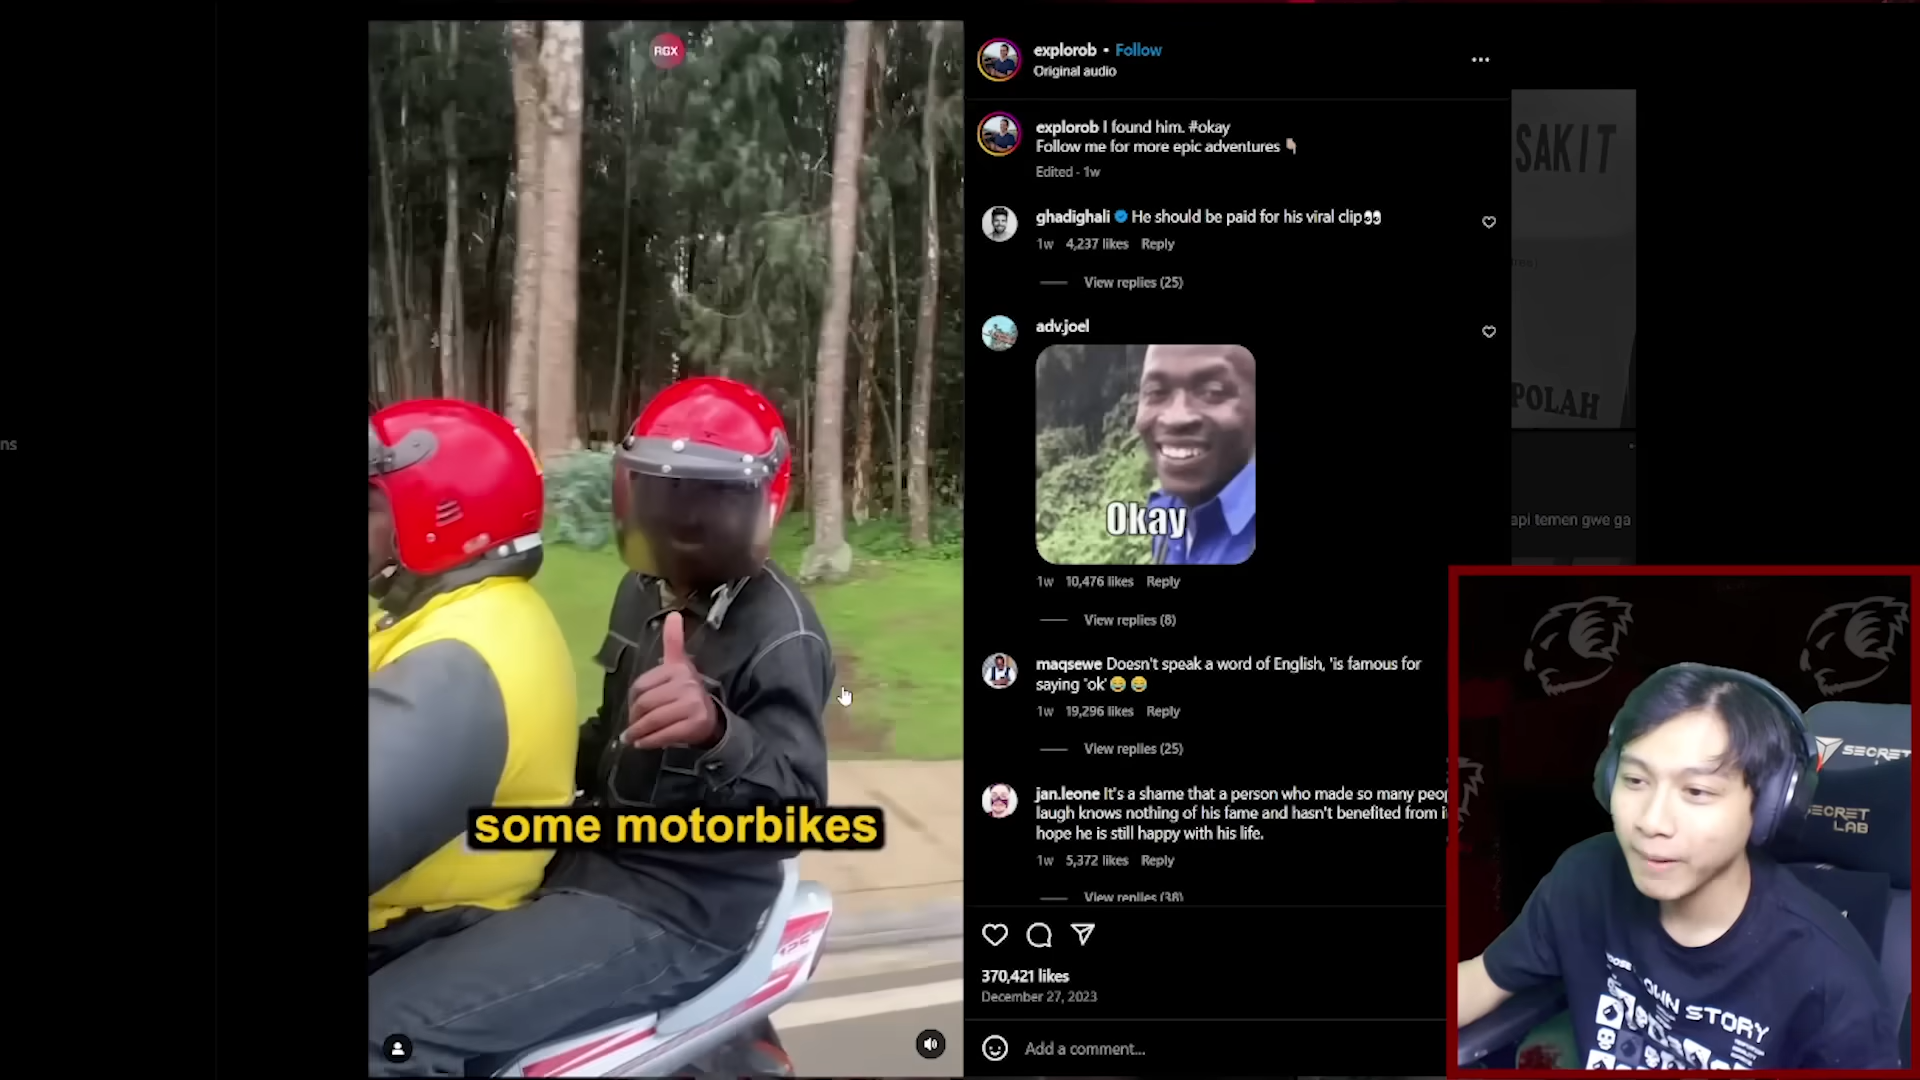 RGX
some motorbikes
explorob • Follow
Original audio
explorob I found him. #okay
Follow me for more epic adventures
Edited - 1w
ghadighali He should be paid for his viral clip
1w 4,237 likes Reply
View replies (25)
adv.joel
Okay
1w 10,476 likes Reply
View replies (8)
maqsewe Doesn't speak a word of English, 'is famous for
saying "ok"
1w 19,296 likes Reply
View replies (25)
jan.leone It's a shame that a person who made so many
laugh knows nothing of his fame and hasn't benefited from
hope he is still happy with his life.
1w 5,372 likes Reply
View replies (38)
370,421 likes
December 27, 2023
Add a comment...
ns
SAKIT
POLAH
api temen gwe ga
SECRET
SECRET
LAB
OWN STORY